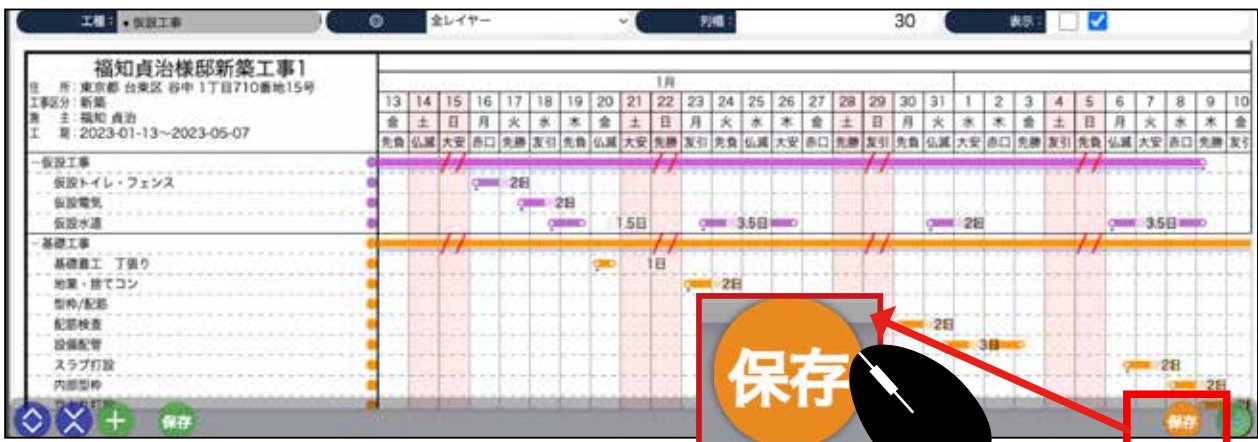 工種： • 仮設工事 全レイヤー 列幅： 30 表示：
福知貞治様邸新築工事1
住　所：東京都 台東区 谷中 1丁目710番地15号
工事区分：新築
施　主：福知 貞治
工　期：2023-01-13〜2023-05-07
1月
13 14 15 16 17 18 19 20 21 22 23 24 25 26 27 28 29 30 31 1 2 3 4 5 6 7 8 9 10
金 土 日 月 火 水 木 金 土 日 月 火 水 木 金 土 日 月 火 水 木 金 土 日 月 火 水 木 金
先負 仏滅 大安 赤口 先勝 友引 先負 仏滅 大安 先勝 友引 先負 仏滅 大安 赤口 先勝 友引 先負 仏滅 大安 赤口 先勝 友引 先負 仏滅 大安 赤口 先勝 友引
−仮設工事
仮設トイレ・フェンス 2日
仮設電気 2日
仮設水道 1.5日 3.5日 2日 3.5日
−基礎工事
基礎着工　丁張り 1日
地業・捨てコン 2日
型枠/配筋
配筋検査 2日
設備配管 3日
スラブ打設 2日
内部型枠 2日
保存
保存
保存